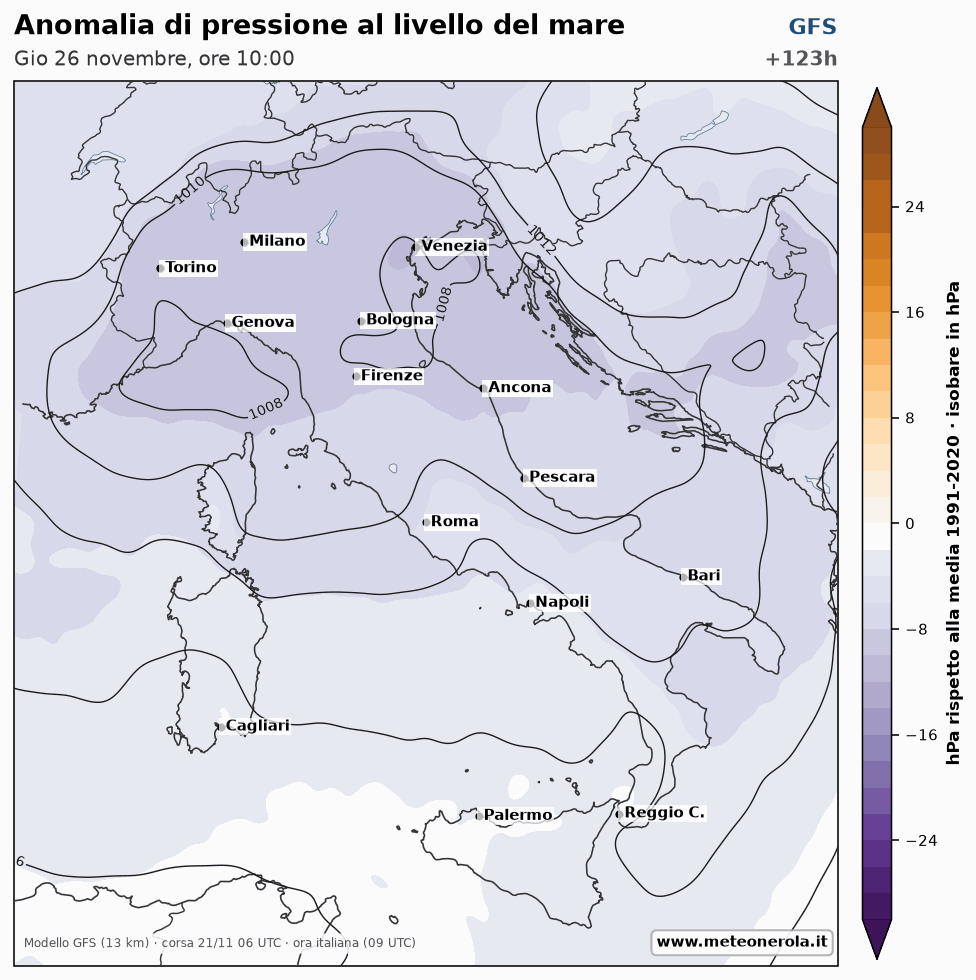 Anomalia di pressione al livello del mare
GFS
Gio 26 novembre, ore 10:00
+123h
1010
Milano
Venezia
Torino
1008
Genova
Bologna
Firenze
Ancona
1008
Pescara
Roma
Bari
Napoli
Cagliari
Palermo
Reggio C.
6
24
16
8
0
−8
−16
−24
hPa rispetto alla media 1991-2020 · isobare in hPa
Modello GFS (13 km) · corsa 21/11 06 UTC · ora italiana (09 UTC)
www.meteonerola.it